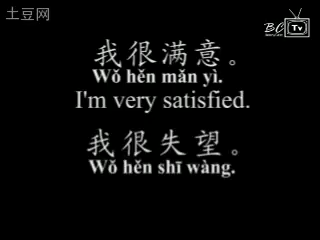 土豆网
BC Tv
我很满意。
Wǒ hěn mǎn yì.
I'm very satisfied.
我很失望。
Wǒ hěn shī wàng.